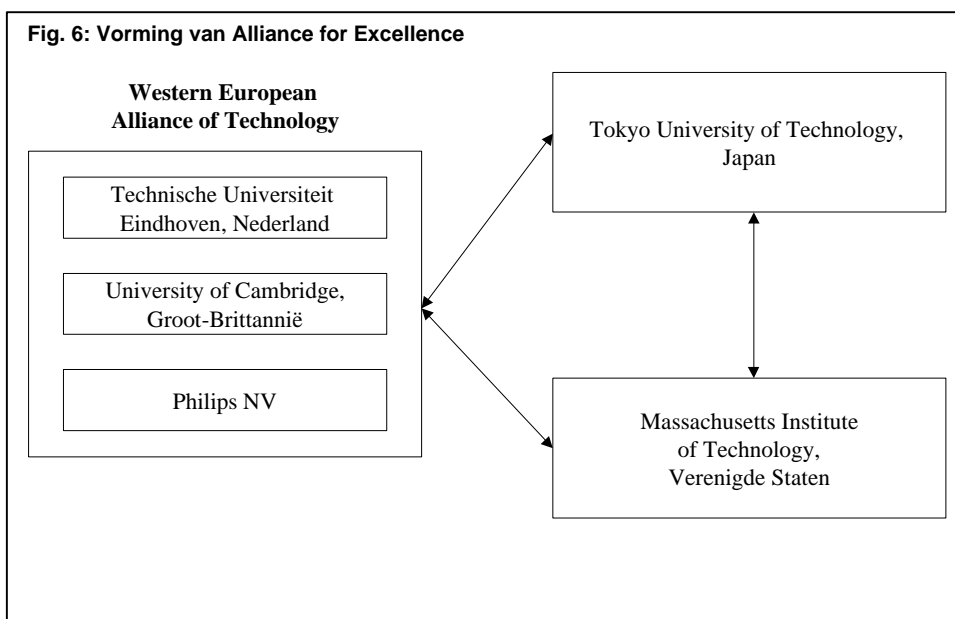 Fig. 6: Vorming van Alliance for Excellence
Western European
Alliance of Technology
Technische Universiteit
Eindhoven, Nederland
University of Cambridge,
Groot-Brittannië
Philips NV
Tokyo University of Technology,
Japan
Massachusetts Institute
of Technology,
Verenigde Staten